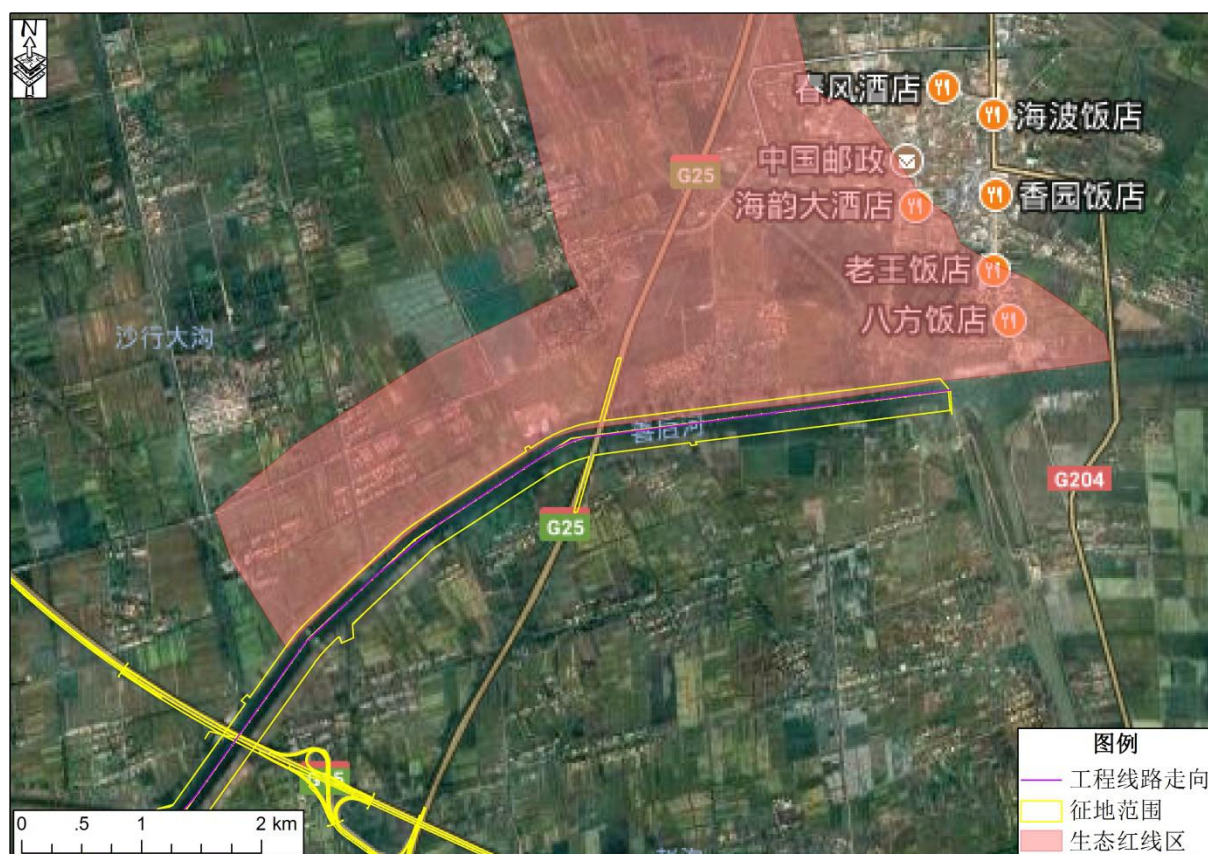 N
春风酒店
海波饭店
中国邮政
G25
香园饭店
海韵大酒店
老王饭店
八方饭店
沙行大沟
善后河
G204
G25
图例
工程线路走向
征地范围
生态红线区
0 .5 1 2 km